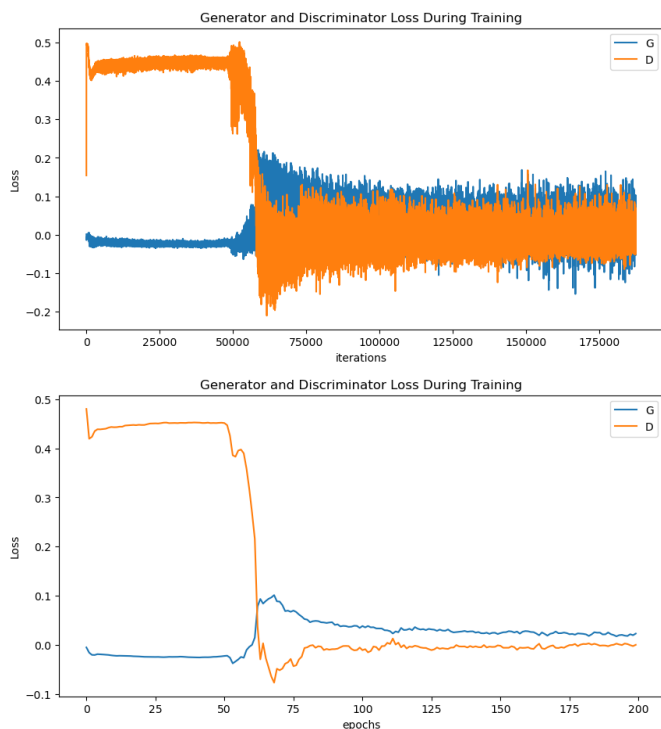 Generator and Discriminator Loss During Training
G
D
0.5
0.4
0.3
0.2
0.1
0.0
−0.1
−0.2
Loss
0 25000 50000 75000 100000 125000 150000 175000
iterations
Generator and Discriminator Loss During Training
G
D
0.5
0.4
0.3
0.2
0.1
0.0
−0.1
Loss
0 25 50 75 100 125 150 175 200
epochs